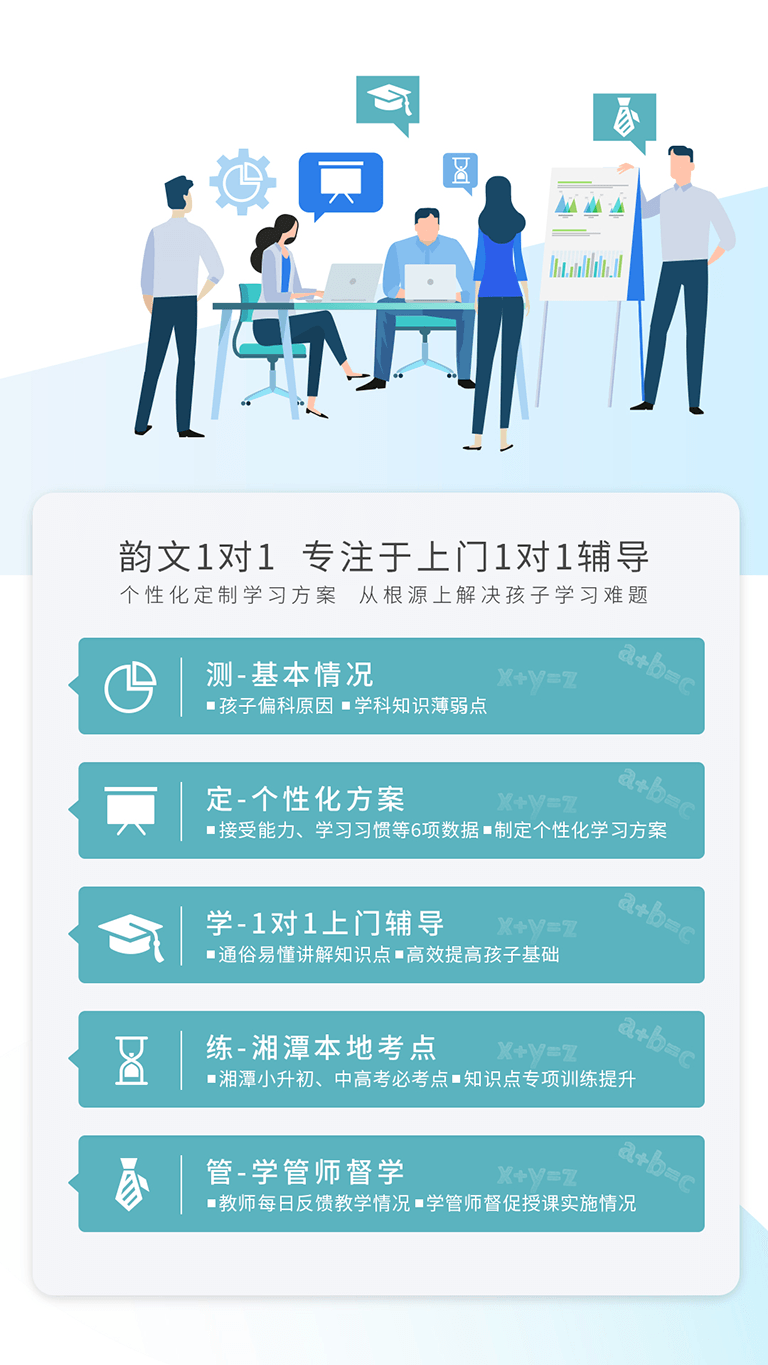 韵文1对1 专注于上门1对1辅导
个性化定制学习方案 从根源上解决孩子学习难题
测-基本情况
x+y=z
a+b=c
▪孩子偏科原因 ▪学科知识薄弱点
定-个性化方案
x+y=z
a+b=c
▪接受能力、学习习惯等6项数据 ▪制定个性化学习方案
学-1对1上门辅导
x+y=z
a+b=c
▪通俗易懂讲解知识点 ▪高效提高孩子基础
练-湘潭本地考点
x+y=z
a+b=c
▪湘潭小升初、中高考必考点 ▪知识点专项训练提升
管-学管师督学
x+y=z
a+b=c
▪教师每日反馈教学情况 ▪学管师督促授课实施情况